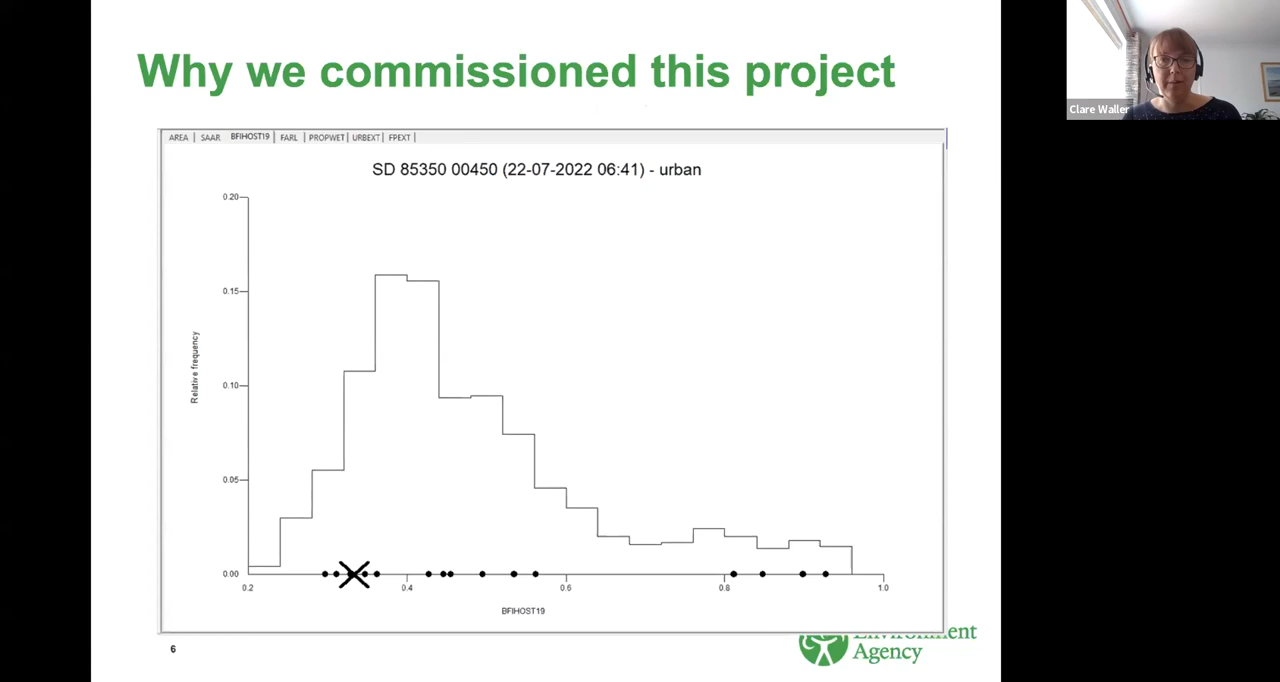 Why we commissioned this project
Clare Waller
AREA | SAAR | BFIHOST19 | FARL | PROPWET | URBEXT | FPEXT |
SD 85350 00450 (22-07-2022 06:41) - urban
0.20
0.15
Relative frequency
0.10
0.05
0.00
0.2 0.4 0.6 0.8 1.0
BFIHOST19
6
Environment
Agency